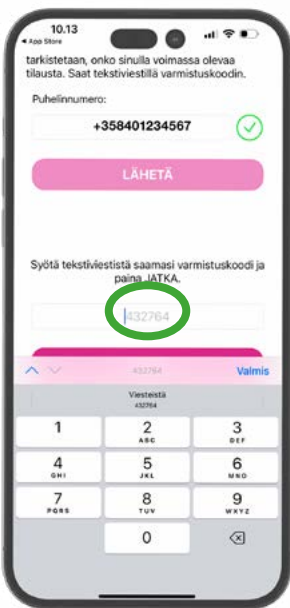 10.13
App Store
tarkistetaan, onko sinulla voimassa olevaa
tilausta. Saat tekstiviestillä varmistuskoodin.
Puhelinnumero:
+358401234567
LÄHETÄ
Syötä tekstiviestistä saamasi varmistuskoodi ja
paina JATKA.
432764
432764
Valmis
Viesteistä
432764
1 2 3
ABC DEF
4 5 6
GHI JKL MNO
7 8 9
PQRS TUV WXYZ
0